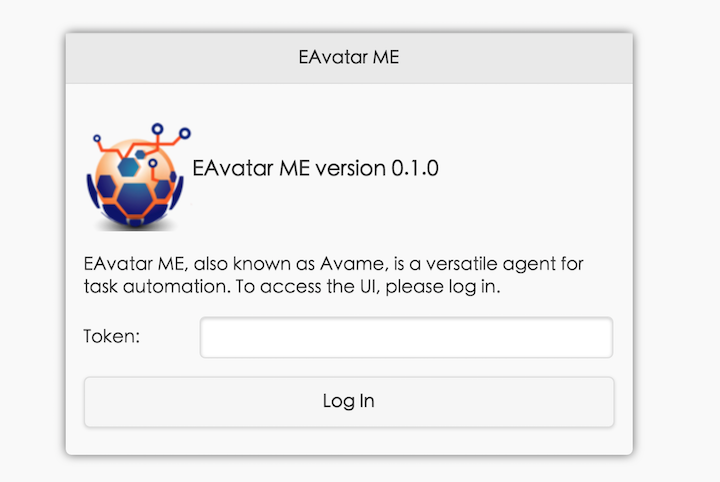 EAvatar ME
EAvatar ME version 0.1.0
EAvatar ME, also known as Avame, is a versatile agent for
task automation. To access the UI, please log in.
Token:
Log In